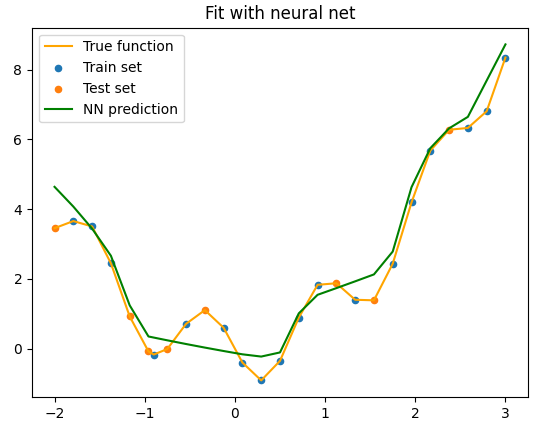 Fit with neural net
True function
Train set
Test set
NN prediction
8
6
4
2
0
−2 −1 0 1 2 3